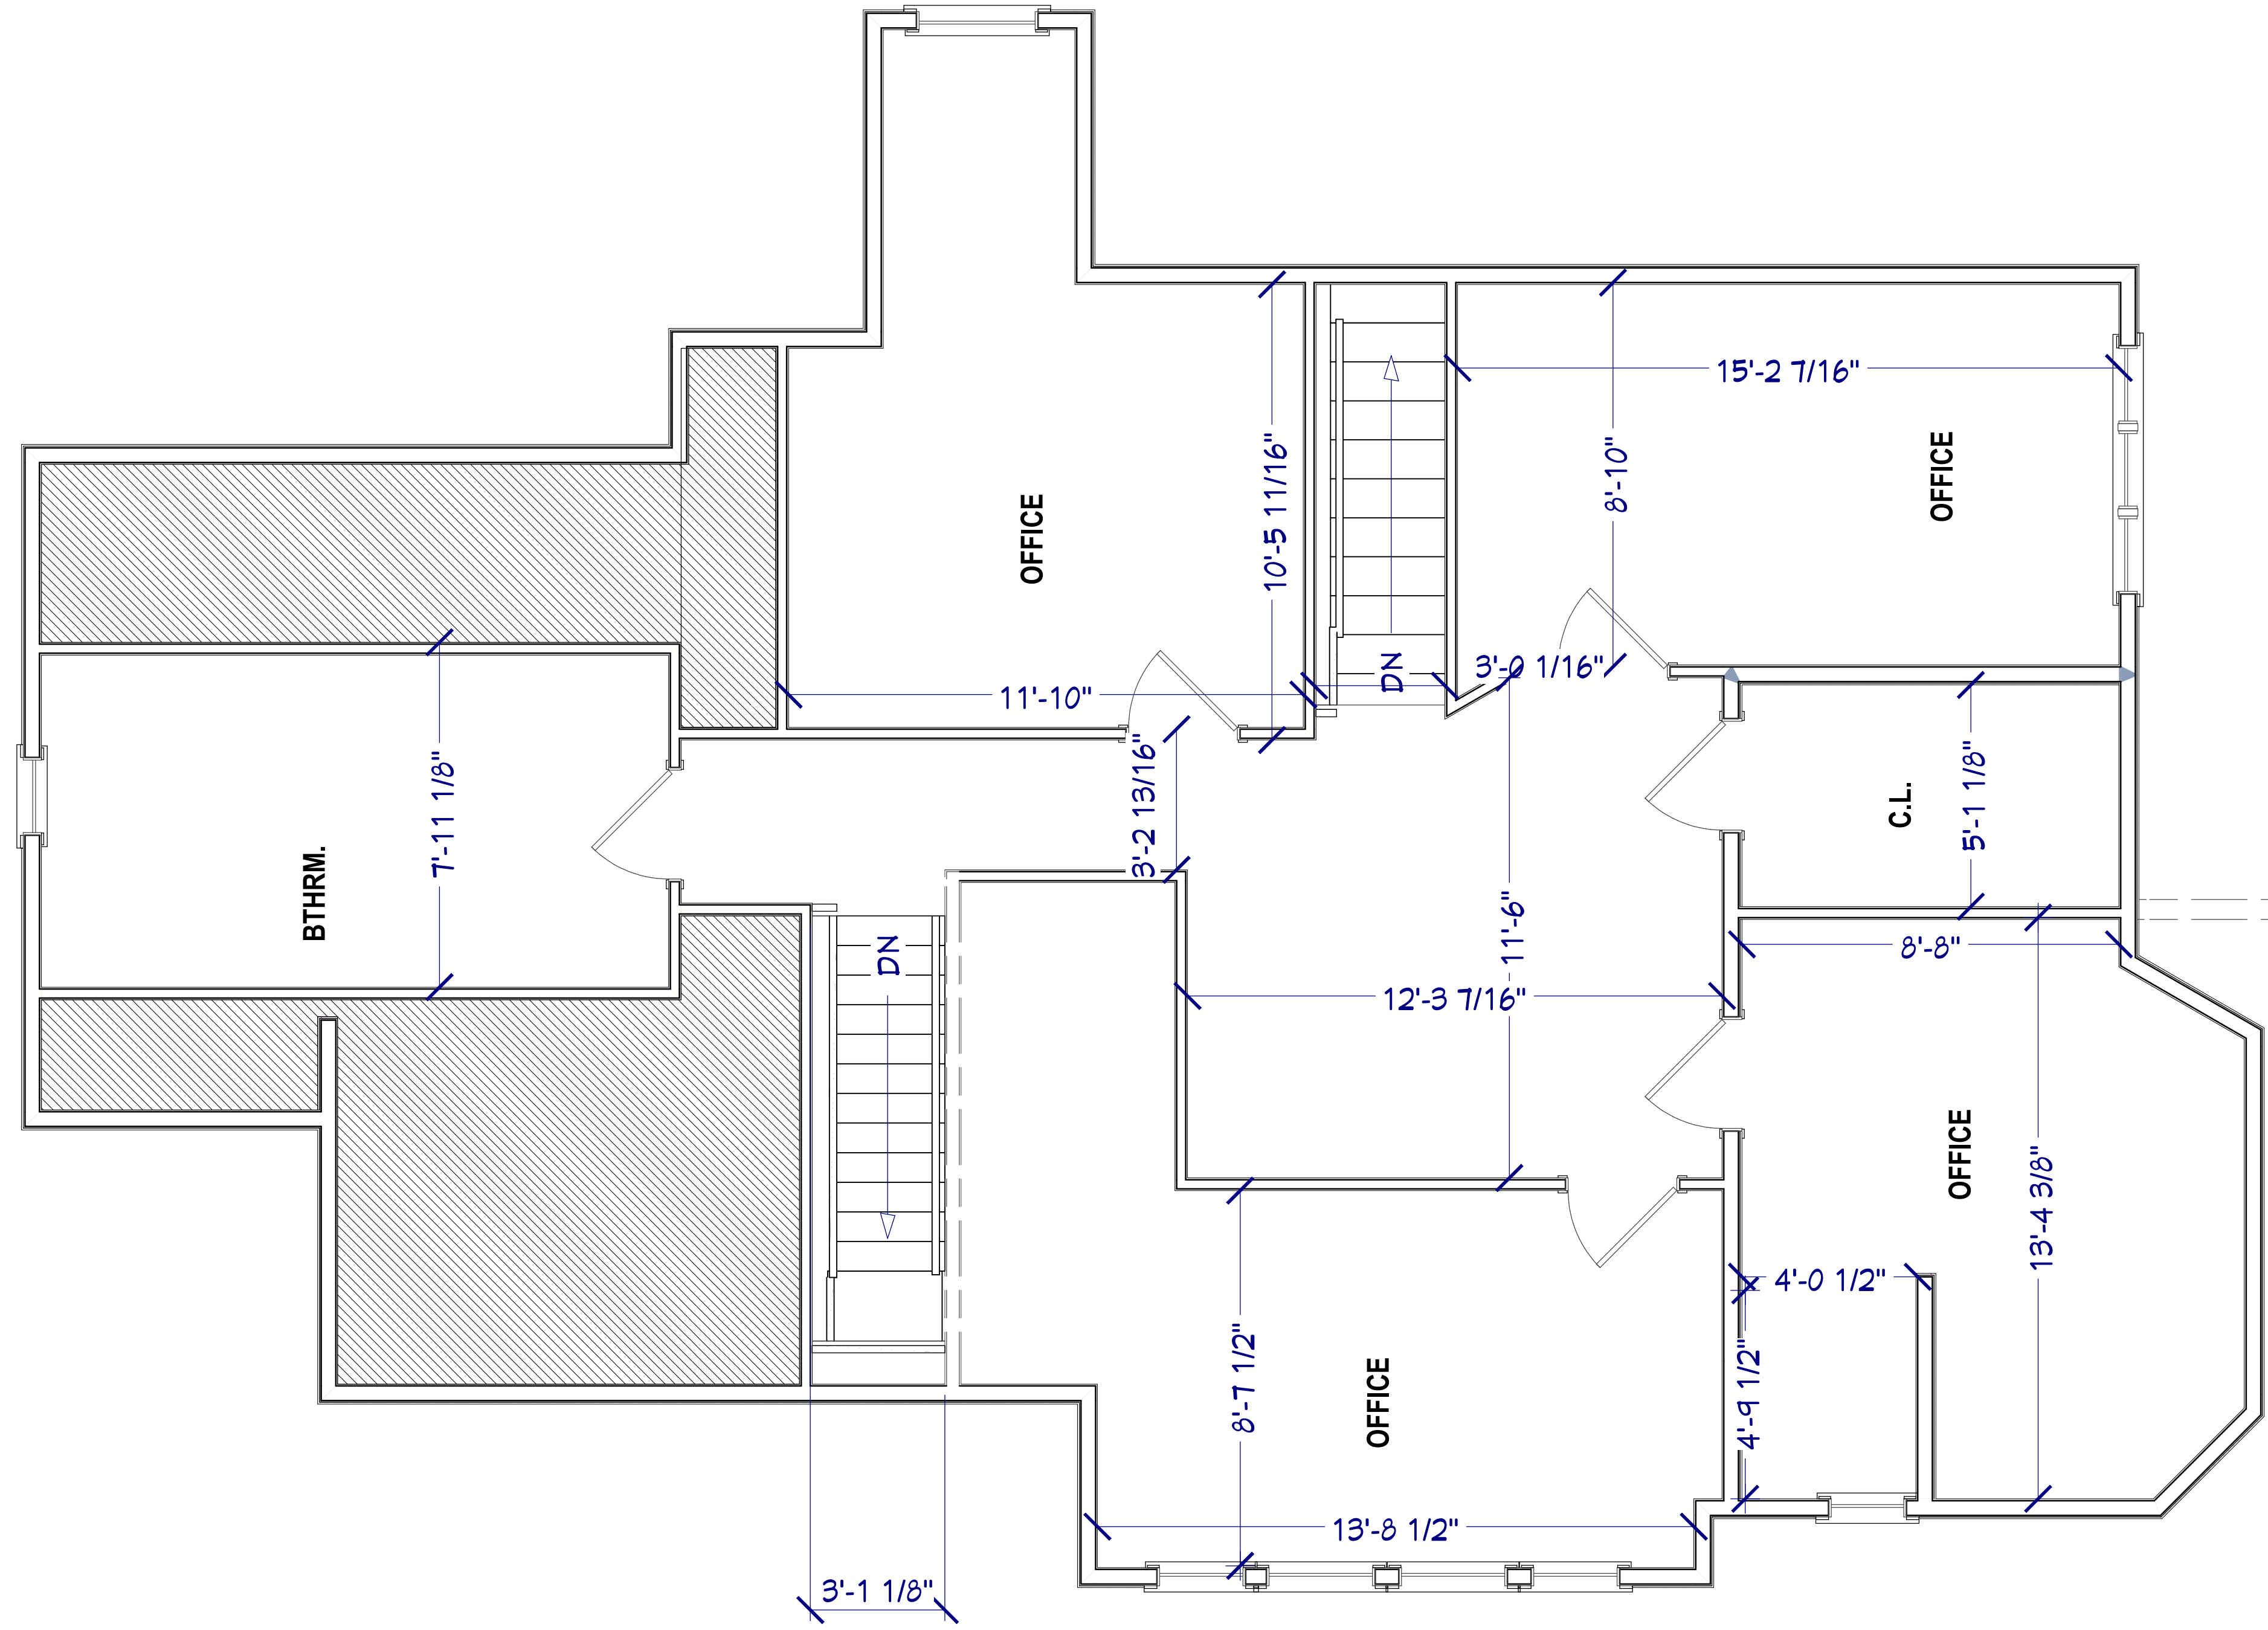 15'-2 7/16"
8'-10"
OFFICE
OFFICE
10'-5 11/16"
11'-10"
DN
3'-0 1/16"
3'-2 13/16"
7'-11 1/8"
BTHRM.
C.L.
5'-1 1/8"
DN
11'-6"
8'-8"
12'-3 7/16"
OFFICE
13'-4 3/8"
4'-0 1/2"
8'-7 1/2"
OFFICE
4'-9 1/2"
13'-8 1/2"
3'-1 1/8"